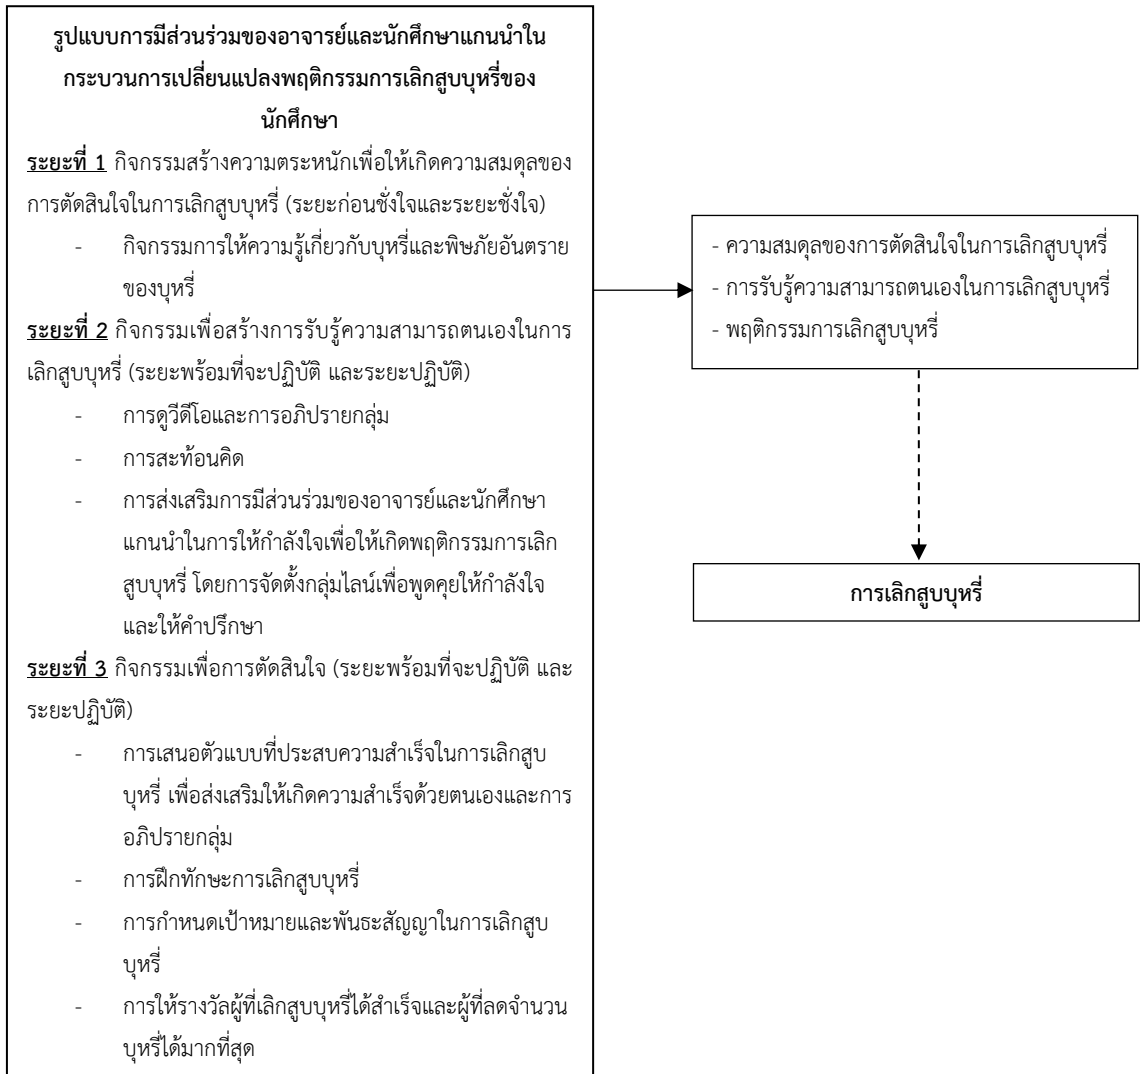 รูปแบบการมีส่วนร่วมของอาจารย์และนักศึกษาแกนนำใน
กระบวนการเปลี่ยนแปลงพฤติกรรมการเลิกสูบบุหรี่ของ
นักศึกษา
ระยะที่ 1 กิจกรรมสร้างความตระหนักเพื่อให้เกิดความสมดุลของ
การตัดสินใจในการเลิกสูบบุหรี่ (ระยะก่อนชั่งใจและระยะชั่งใจ)
- กิจกรรมการให้ความรู้เกี่ยวกับบุหรี่และพิษภัยอันตราย
ของบุหรี่
ระยะที่ 2 กิจกรรมเพื่อสร้างการรับรู้ความสามารถตนเองในการ
เลิกสูบบุหรี่ (ระยะพร้อมที่จะปฏิบัติ และระยะปฏิบัติ)
- การดูวีดีโอและการอภิปรายกลุ่ม
- การสะท้อนคิด
- การส่งเสริมการมีส่วนร่วมของอาจารย์และนักศึกษา
แกนนำในการให้กำลังใจเพื่อให้เกิดพฤติกรรมการเลิก
สูบบุหรี่ โดยการจัดตั้งกลุ่มไลน์เพื่อพูดคุยให้กำลังใจ
และให้คำปรึกษา
ระยะที่ 3 กิจกรรมเพื่อการตัดสินใจ (ระยะพร้อมที่จะปฏิบัติ และ
ระยะปฏิบัติ)
- การเสนอตัวแบบที่ประสบความสำเร็จในการเลิกสูบ
บุหรี่ เพื่อส่งเสริมให้เกิดความสำเร็จด้วยตนเองและการ
อภิปรายกลุ่ม
- การฝึกทักษะการเลิกสูบบุหรี่
- การกำหนดเป้าหมายและพันธะสัญญาในการเลิกสูบ
บุหรี่
- การให้รางวัลผู้ที่เลิกสูบบุหรี่ได้สำเร็จและผู้ที่ลดจำนวน
บุหรี่ได้มากที่สุด
- ความสมดุลของการตัดสินใจในการเลิกสูบบุหรี่
- การรับรู้ความสามารถตนเองในการเลิกสูบบุหรี่
- พฤติกรรมการเลิกสูบบุหรี่
การเลิกสูบบุหรี่